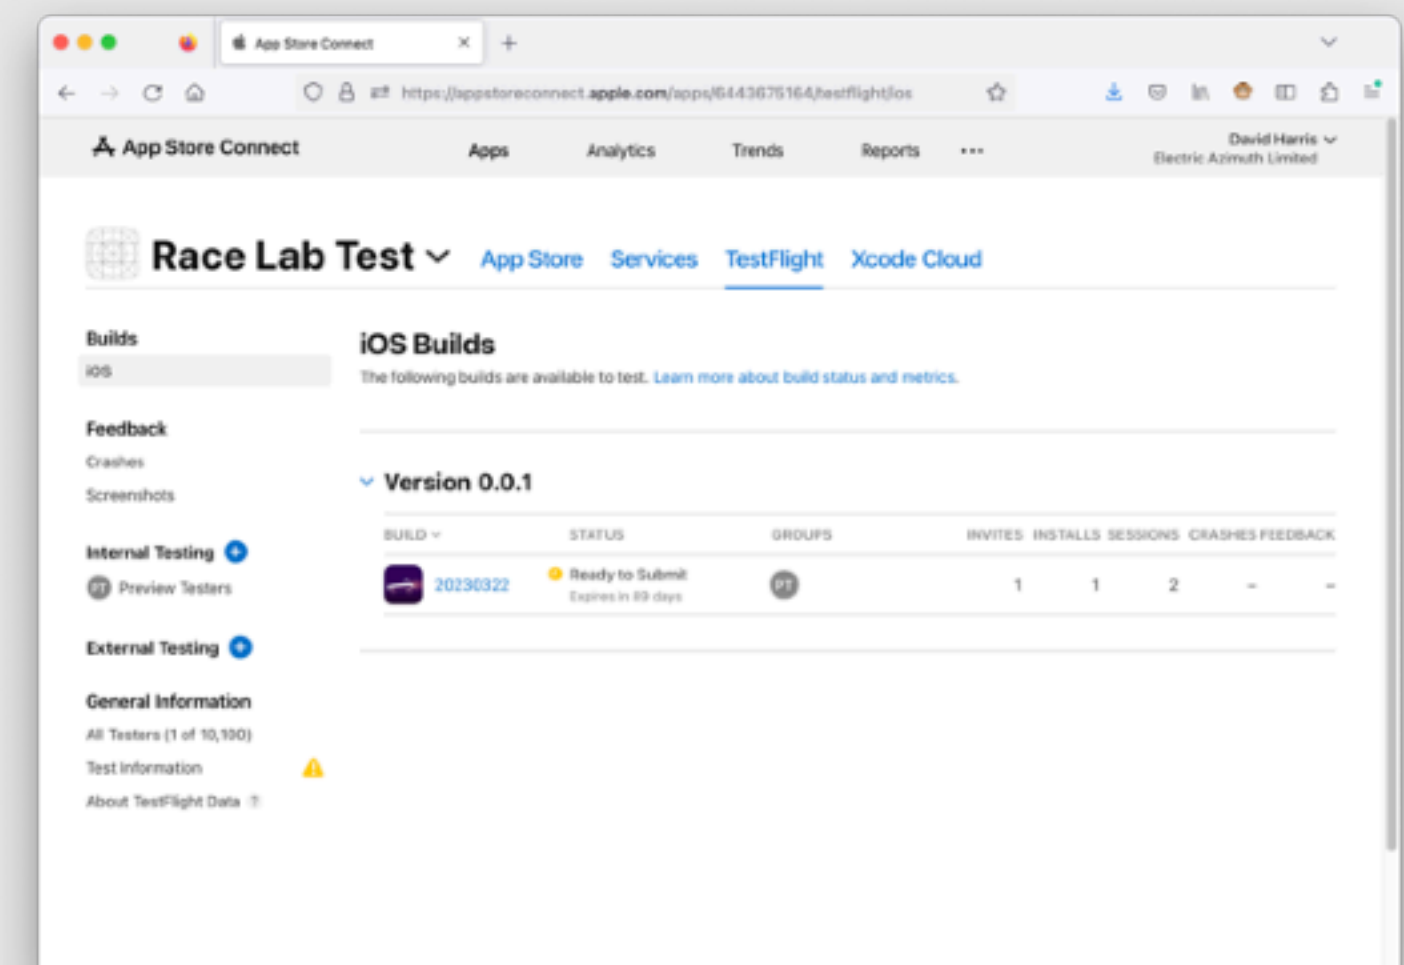 App Store Connect
https://appstoreconnect.apple.com/apps/6443675164/testflight/ios
App Store Connect Apps Analytics Trends Reports ••• David Harris
Electric Azimuth Limited
Race Lab Test App Store Services TestFlight Xcode Cloud
Builds
iOS
Feedback
Crashes
Screenshots
Internal Testing
PT Preview Testers
External Testing
General Information
All Testers (1 of 10,100)
Test Information
About TestFlight Data ?
iOS Builds
The following builds are available to test. Learn more about build status and metrics.
Version 0.0.1
BUILD STATUS GROUPS INVITES INSTALLS SESSIONS CRASHES FEEDBACK
20230322 Ready to Submit PT 1 1 2 – –
Expires in 89 days